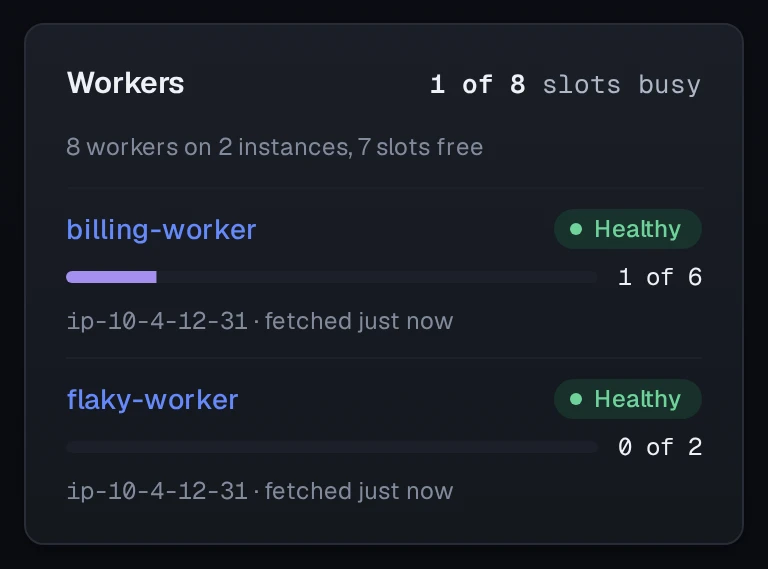 Workers
1 of 8 slots busy
8 workers on 2 instances, 7 slots free
billing-worker
Healthy
1 of 6
ip-10-4-12-31 · fetched just now
flaky-worker
Healthy
0 of 2
ip-10-4-12-31 · fetched just now